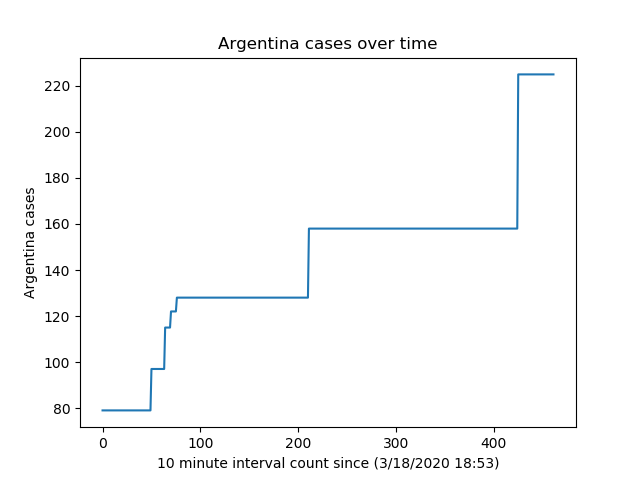 Argentina cases over time
220
200
180
160
140
120
100
80
Argentina cases
0 100 200 300 400
10 minute interval count since (3/18/2020 18:53)